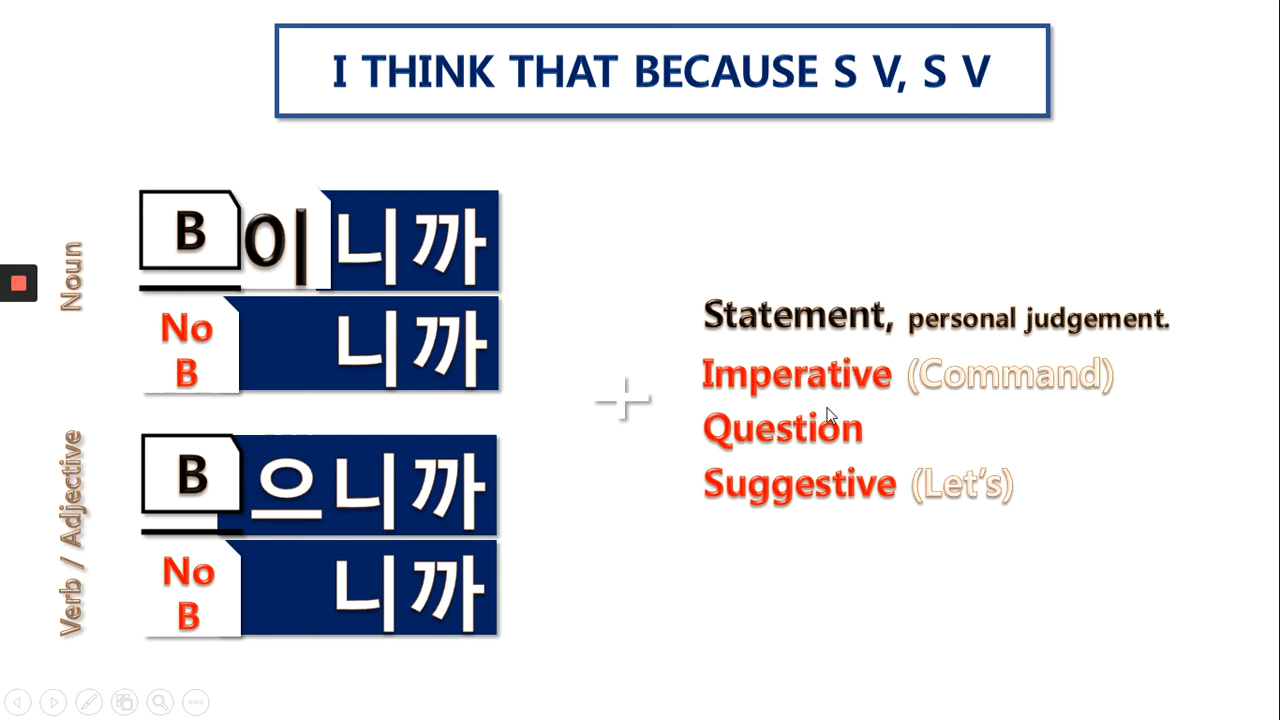 I THINK THAT BECAUSE S V, S V
Noun
B 이니까
No B 니까
Verb / Adjective
B 으니까
No B 니까
+
Statement, personal judgement.
Imperative (Command)
Question
Suggestive (Let's)